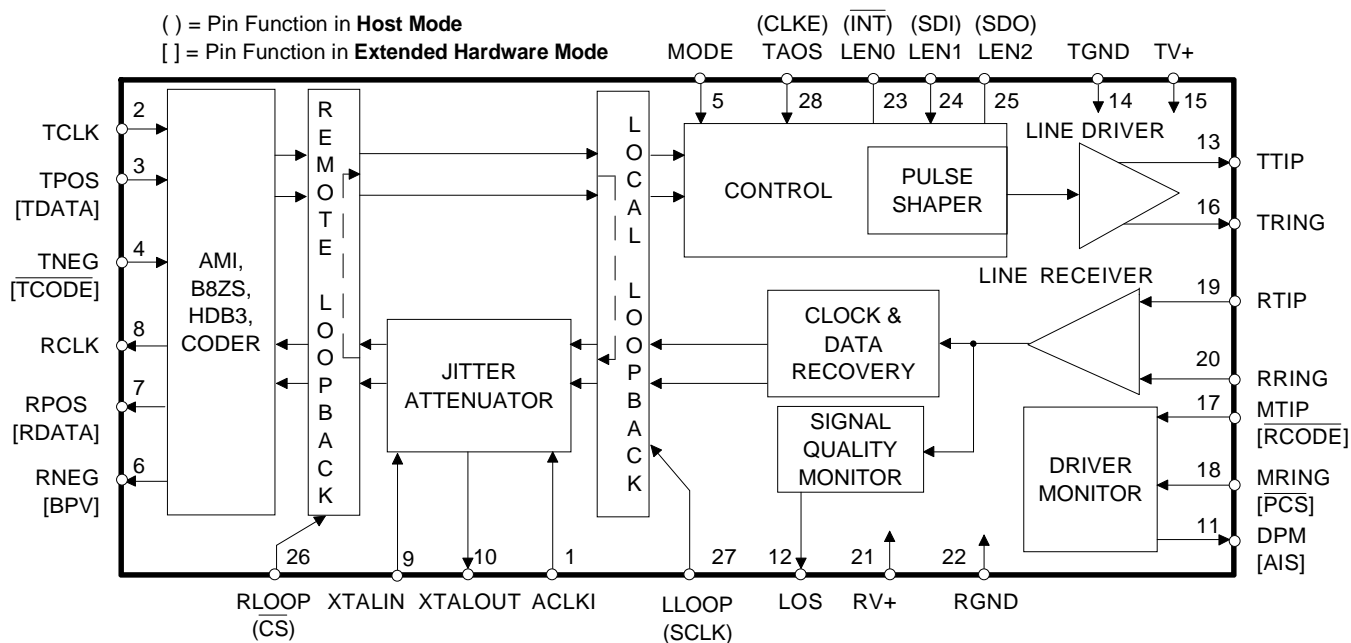 ( ) = Pin Function in Host Mode
[ ] = Pin Function in Extended Hardware Mode
(CLKE) (INT) (SDI) (SDO)
MODE TAOS LEN0 LEN1 LEN2 TGND TV+
5 28 23 24 25 14 15
2
TCLK
3
TPOS
[TDATA]
4
TNEG
[TCODE]
8
RCLK
7
RPOS
[RDATA]
6
RNEG
[BPV]
AMI,
B8ZS,
HDB3,
CODER
REMOTE LOOPBACK
JITTER
ATTENUATOR
LOCAL LOOPBACK
CONTROL
PULSE
SHAPER
LINE DRIVER
13
TTIP
16
TRING
LINE RECEIVER
19
RTIP
20
RRING
CLOCK &
DATA
RECOVERY
SIGNAL
QUALITY
MONITOR
DRIVER
MONITOR
17
MTIP
[RCODE]
18
MRING
[PCS]
11
DPM
[AIS]
26 9 10 1 27 12 21 22
RLOOP XTALIN XTALOUT ACLKI LLOOP LOS RV+ RGND
(CS) (SCLK)